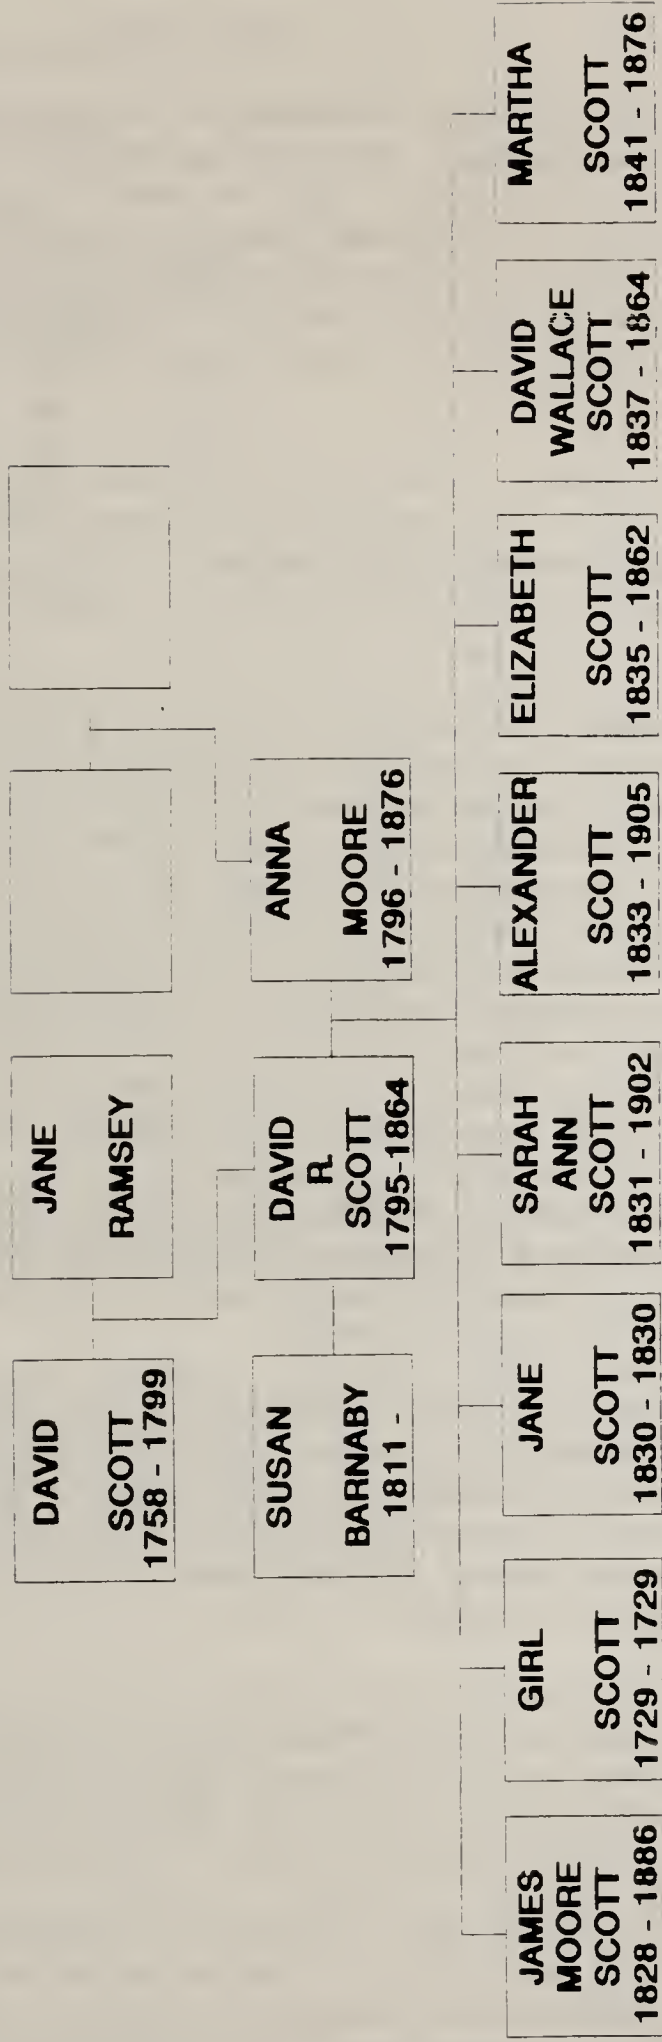 DAVID
SCOTT
1758 - 1799
JANE
RAMSEY
SUSAN
BARNABY
1811 -
DAVID
R.
SCOTT
1795-1864
ANNA
MOORE
1796 - 1876
JAMES
MOORE
SCOTT
1828 - 1886
GIRL
SCOTT
1729 - 1729
JANE
SCOTT
1830 - 1830
SARAH
ANN
SCOTT
1831 - 1902
ALEXANDER
SCOTT
1833 - 1905
ELIZABETH
SCOTT
1835 - 1862
DAVID
WALLACE
SCOTT
1837 - 1864
MARTHA
SCOTT
1841 - 1876